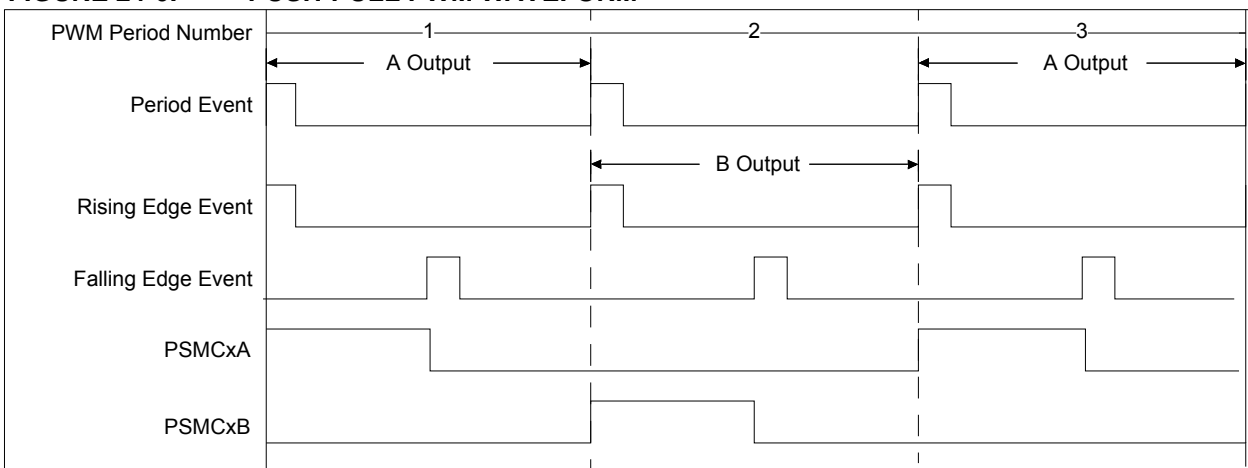 PWM Period Number 1 2 3
A Output A Output
Period Event
B Output
Rising Edge Event
Falling Edge Event
PSMCxA
PSMCxB